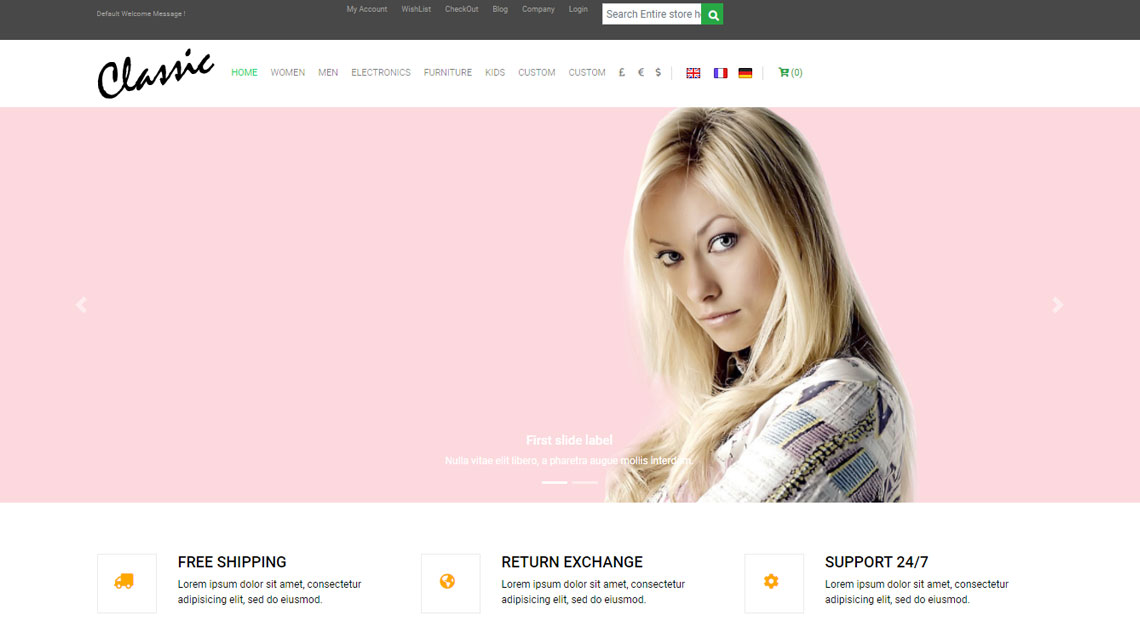 Default Welcome Message !
My Account WishList CheckOut Blog Company Login Search Entire store h
Classic
HOME WOMEN MEN ELECTRONICS FURNITURE KIDS CUSTOM CUSTOM £ € $ (0)
First slide label
Nulla vitae elit libero, a pharetra augue mollis interdum.
FREE SHIPPING
Lorem ipsum dolor sit amet, consectetur
adipisicing elit, sed do eiusmod.
RETURN EXCHANGE
Lorem ipsum dolor sit amet, consectetur
adipisicing elit, sed do eiusmod.
SUPPORT 24/7
Lorem ipsum dolor sit amet, consectetur
adipisicing elit, sed do eiusmod.